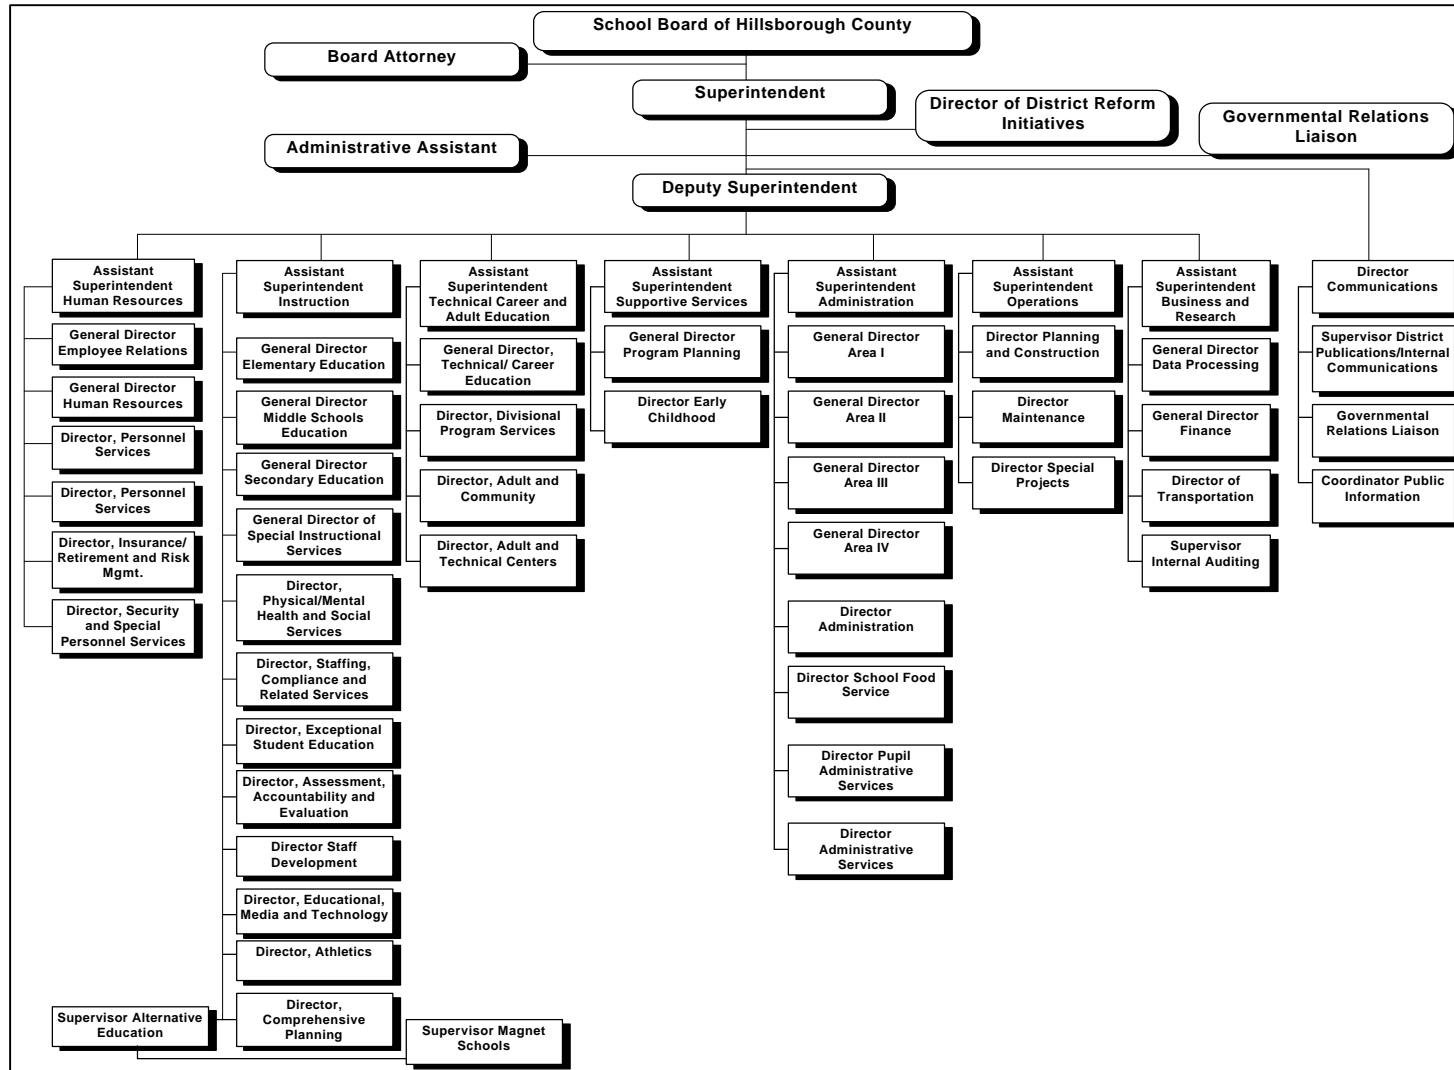 School Board of Hillsborough County
Board Attorney
Superintendent
Director of District Reform
Initiatives
Governmental Relations
Liaison
Administrative Assistant
Deputy Superintendent
Assistant
Superintendent
Human Resources
General Director
Employee Relations
General Director
Human Resources
Director, Personnel
Services
Director, Personnel
Services
Director, Insurance/
Retirement and Risk
Mgmt.
Director, Security
and Special
Personnel Services
Assistant
Superintendent
Instruction
General Director
Elementary Education
General Director
Middle Schools
Education
General Director
Secondary Education
General Director of
Special Instructional
Services
Director,
Physical/Mental
Health and Social
Services
Director, Staffing,
Compliance and
Related Services
Director, Exceptional
Student Education
Director, Assessment,
Accountability and
Evaluation
Director Staff
Development
Director, Educational,
Media and Technology
Director, Athletics
Supervisor Alternative
Education
Director,
Comprehensive
Planning
Supervisor Magnet
Schools
Assistant
Superintendent
Technical Career and
Adult Education
General Director,
Technical/ Career
Education
Director, Divisional
Program Services
Director, Adult and
Community
Director, Adult and
Technical Centers
Assistant
Superintendent
Supportive Services
General Director
Program Planning
Director Early
Childhood
Assistant
Superintendent
Administration
General Director
Area I
General Director
Area II
General Director
Area III
General Director
Area IV
Director
Administration
Director School Food
Service
Director Pupil
Administrative
Services
Director
Administrative
Services
Assistant
Superintendent
Operations
Director Planning
and Construction
Director
Maintenance
Director Special
Projects
Assistant
Superintendent
Business and
Research
General Director
Data Processing
General Director
Finance
Director of
Transportation
Supervisor
Internal Auditing
Director
Communications
Supervisor District
Publications/Internal
Communications
Governmental
Relations Liaison
Coordinator Public
Information